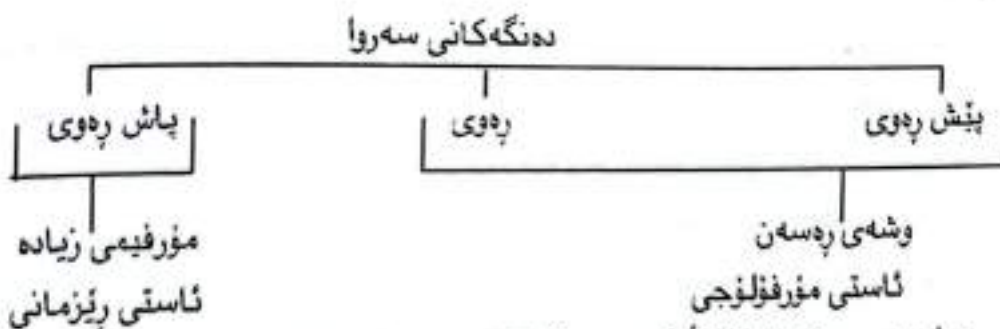 دەنگەکانی سەروا
پێش ڕەوی ڕەوی پاش ڕەوی
وشەی ڕەسەن مۆرفیمی زیادە
ئاستی مۆرفۆلۆجی ئاستی ڕێزمانی